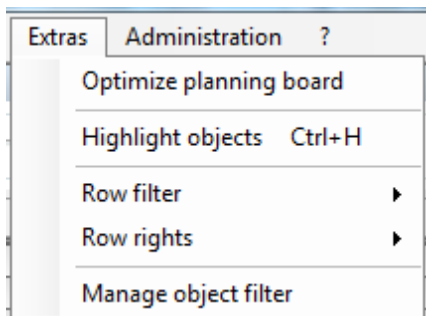 Extras Administration ?
Optimize planning board
Highlight objects Ctrl+H
Row filter
Row rights
Manage object filter